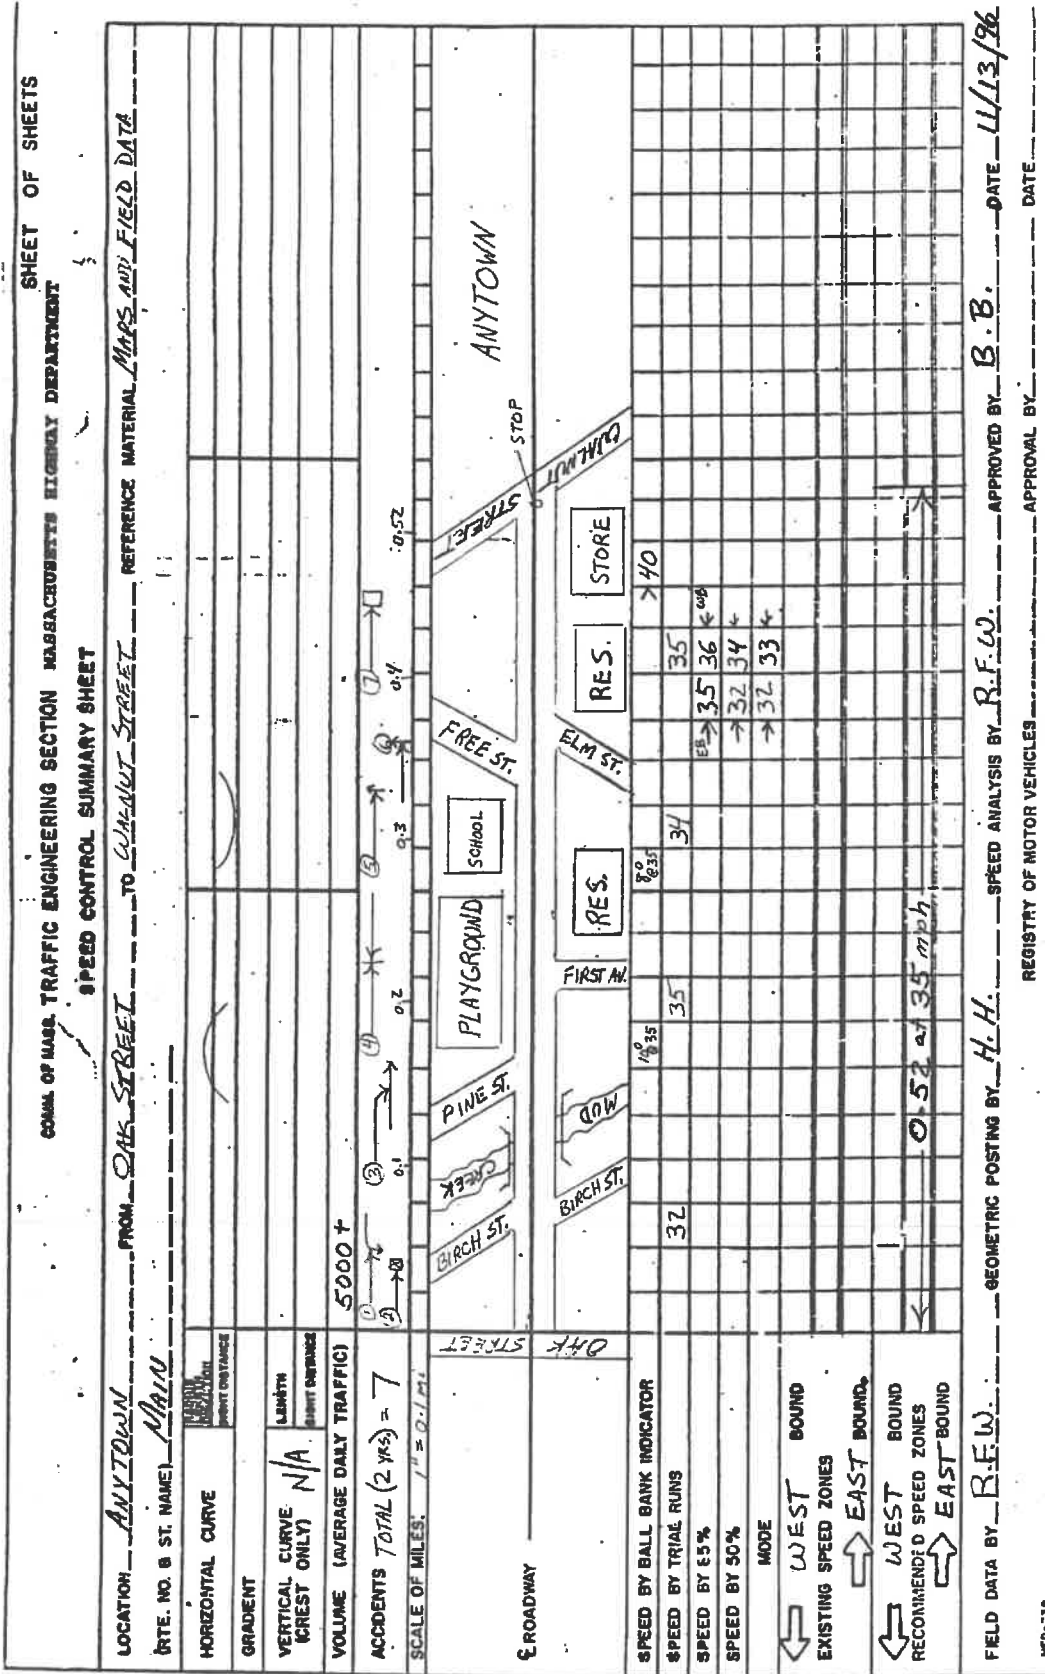 SHEET OF SHEETS
COMM. OF MASS. TRAFFIC ENGINEERING SECTION MASSACHUSETTS HIGHWAY DEPARTMENT
SPEED CONTROL SUMMARY SHEET
LOCATION ANYTOWN FROM OAK STREET TO WALNUT STREET REFERENCE MATERIAL MAPS AND FIELD DATA
(RTE. NO. & ST. NAME) MAIN
HORIZONTAL CURVE
SIGHT DISTANCE
GRADIENT
VERTICAL CURVE (CREST ONLY) N/A
LENGTH
SIGHT DISTANCE
VOLUME (AVERAGE DAILY TRAFFIC) 5000+
ACCIDENTS TOTAL (2 YRS.) = 7
① ② ③ ④ ⑤ ⑥ ⑦
SCALE OF MILES: 1" = 0.1 Mi.
0.1 0.2 0.3 0.4 0.52
STREET OAK
BIRCH ST. CREEK PINE ST. PLAYGROUND SCHOOL FREE ST. STREET
ANYTOWN
STOP
℄ ROADWAY
BIRCH ST. MUD FIRST AV. RES. ELM ST. RES. STORE WALNUT
SPEED BY BALL BANK INDICATOR 10° @35 8° @35 >40
SPEED BY TRIAL RUNS 32 35 34 35
SPEED BY 85% EB→ 35 36 ← WB
SPEED BY 50% → 32 34 ←
MODE → 32 33 ←
WEST BOUND
EXISTING SPEED ZONES
EAST BOUND
WEST BOUND
RECOMMENDED SPEED ZONES 0.52 at 35 mph
EAST BOUND
FIELD DATA BY R.F.W. GEOMETRIC POSTING BY H.H. SPEED ANALYSIS BY R.F.W. APPROVED BY B.B. DATE 11/13/96
REGISTRY OF MOTOR VEHICLES APPROVAL BY DATE